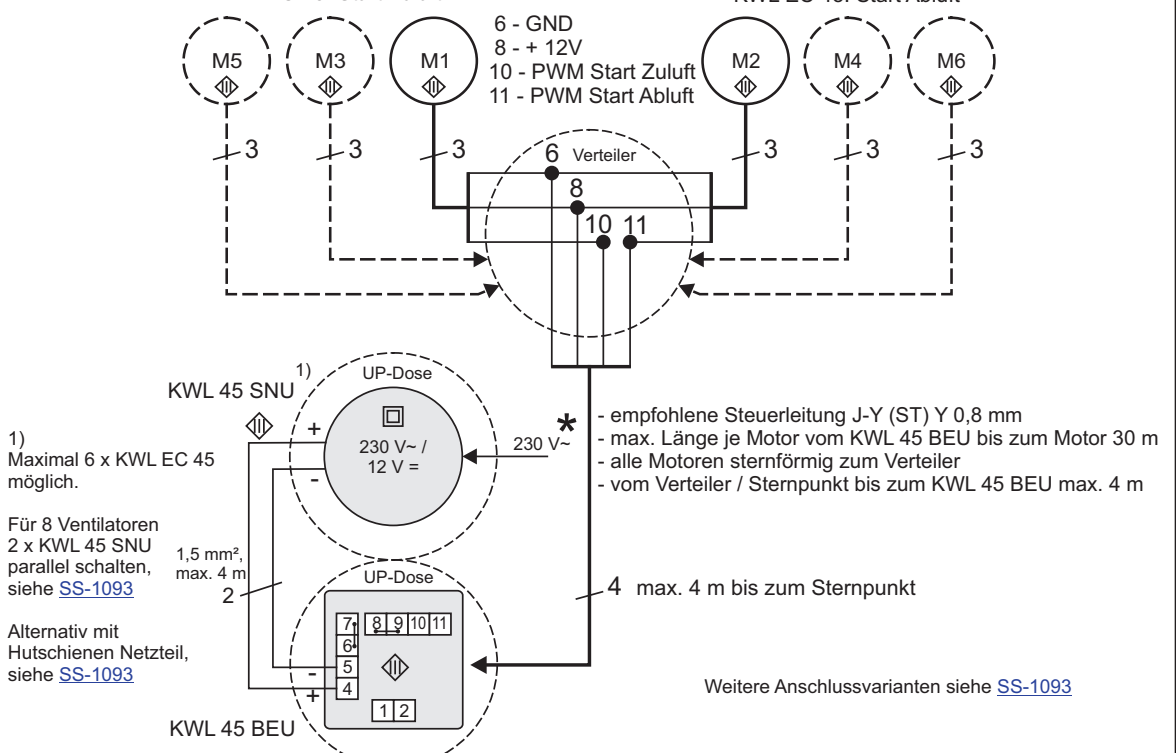 KWL EC 45. Start Abluft
M5
M3
M1
6 - GND
8 - + 12V
10 - PWM Start Zuluft
11 - PWM Start Abluft
M2
M4
M6
3
3
3
3
3
3
6 Verteiler
8
10 11
1)
UP-Dose
KWL 45 SNU
+
-
230 V~ /
12 V =
230 V~
*
- empfohlene Steuerleitung J-Y (ST) Y 0,8 mm
- max. Länge je Motor vom KWL 45 BEU bis zum Motor 30 m
- alle Motoren sternförmig zum Verteiler
- vom Verteiler / Sternpunkt bis zum KWL 45 BEU max. 4 m
1)
Maximal 6 x KWL EC 45
möglich.
Für 8 Ventilatoren
2 x KWL 45 SNU
parallel schalten,
siehe SS-1093
Alternativ mit
Hutschienen Netzteil,
siehe SS-1093
1,5 mm²,
max. 4 m
2
UP-Dose
4 max. 4 m bis zum Sternpunkt
7 8 9 10 11
6
5
4
-
+
1 2
KWL 45 BEU
Weitere Anschlussvarianten siehe SS-1093